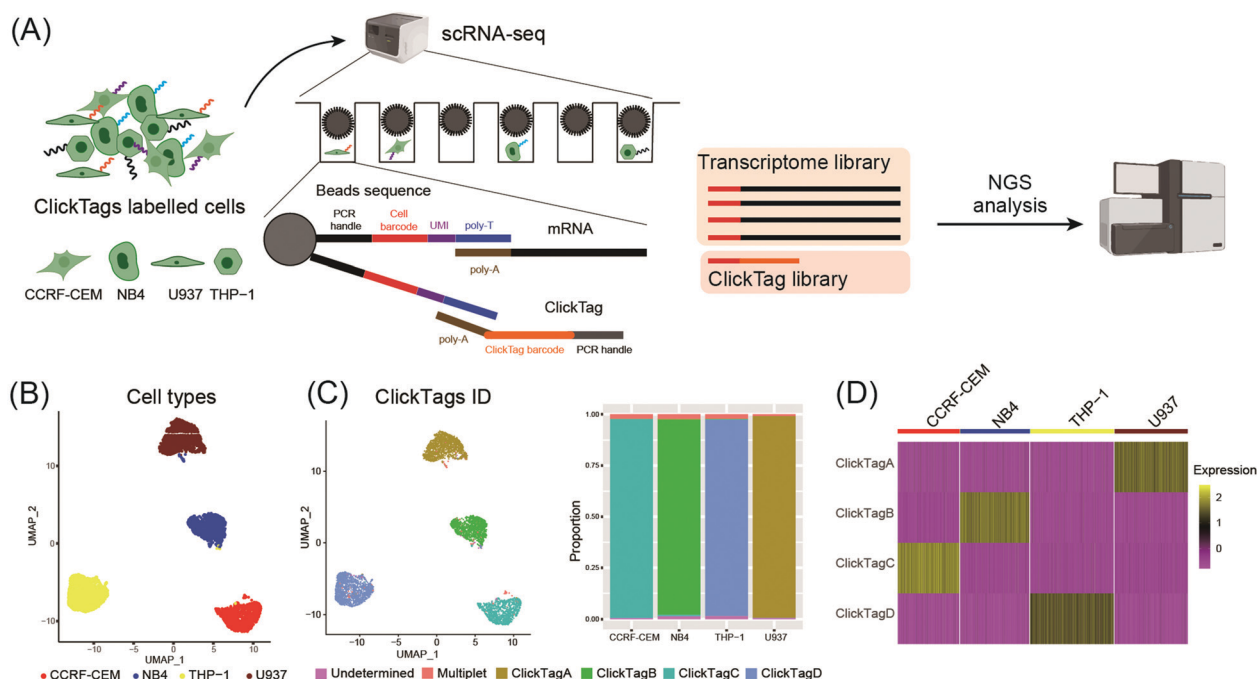 (A)
scRNA-seq
ClickTags labelled cells
CCRF-CEM NB4 U937 THP-1
Beads sequence
PCR
handle
Cell
barcode
UMI
poly-T
mRNA
poly-A
ClickTag
poly-A
ClickTag barcode
PCR handle
Transcriptome library
ClickTag library
NGS
analysis
(B)
Cell types
UMAP_2
10
0
-10
-10 -5 0 5 10
UMAP_1
CCRF-CEM NB4 THP-1 U937
(C)
ClickTags ID
UMAP_2
10
0
-10
-10 -5 0 5 10
UMAP_1
Proportion
1.00
0.75
0.50
0.25
0.00
CCRF-CEM NB4 THP-1 U937
Undetermined Multiplet ClickTagA ClickTagB ClickTagC ClickTagD
(D)
CCRF-CEM NB4 THP-1 U937
ClickTagA
ClickTagB
ClickTagC
ClickTagD
Expression
2
1
0